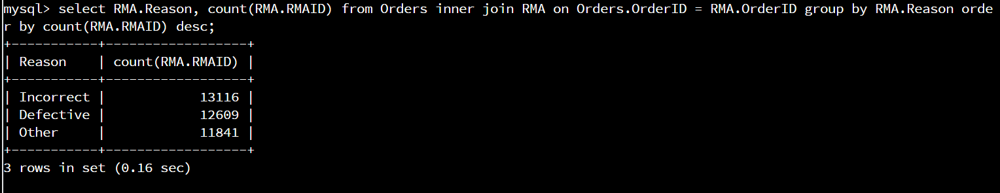 mysql> select RMA.Reason, count(RMA.RMAID) from Orders inner join RMA on Orders.OrderID = RMA.OrderID group by RMA.Reason orde
r by count(RMA.RMAID) desc;
+-----------+------------------+
| Reason    | count(RMA.RMAID) |
+-----------+------------------+
| Incorrect |            13116 |
| Defective |            12609 |
| Other     |            11841 |
+-----------+------------------+
3 rows in set (0.16 sec)